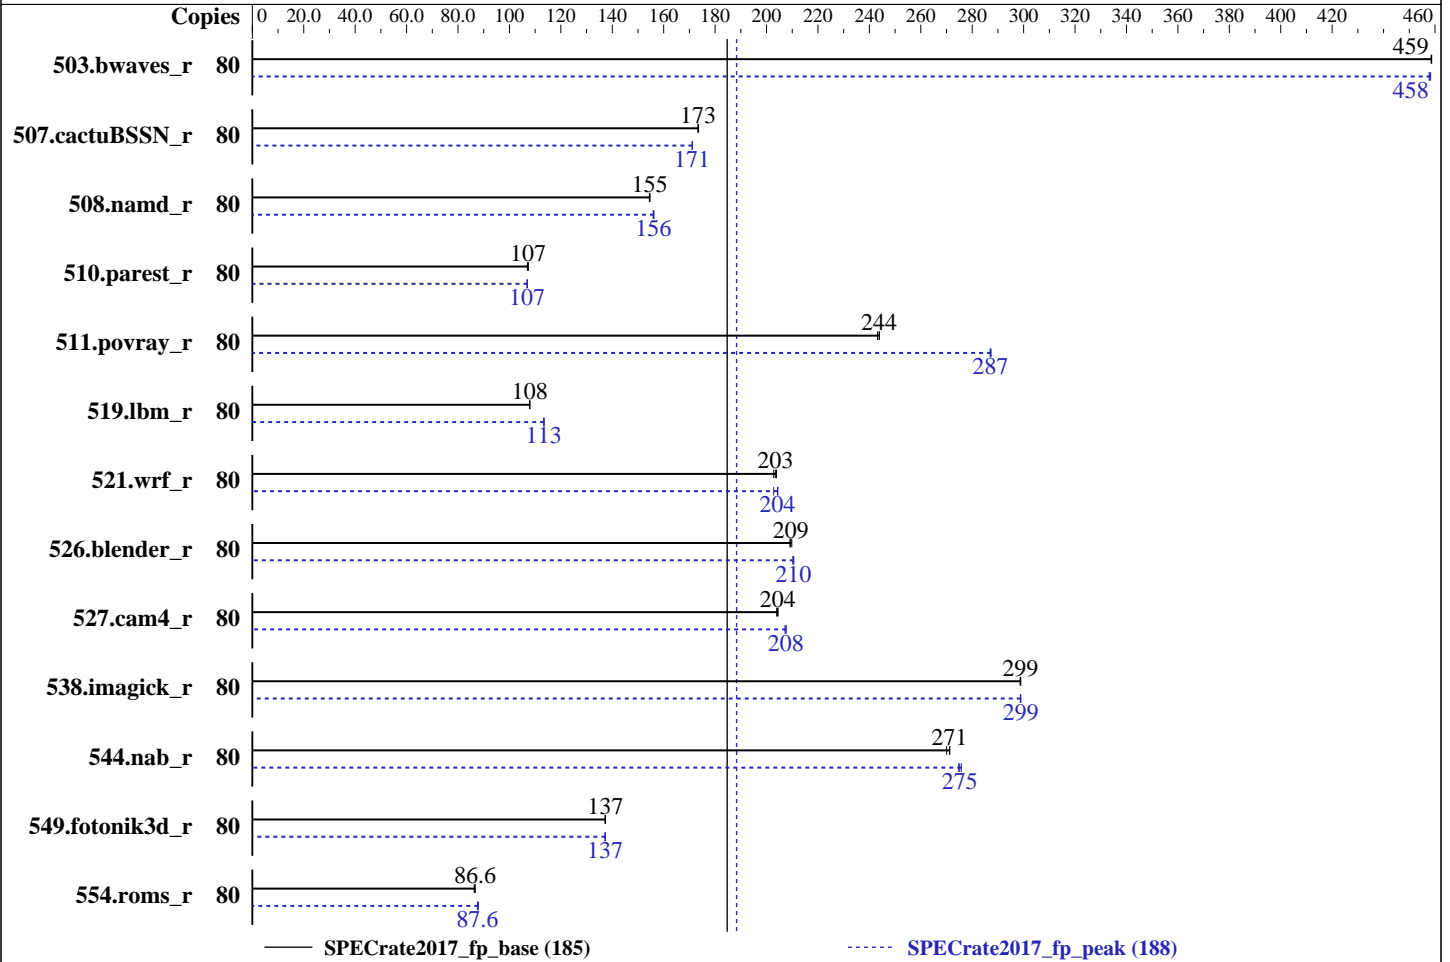 Copies 0 20.0 40.0 60.0 80.0 100 120 140 160 180 200 220 240 260 280 300 320 340 360 380 400 420 460
503.bwaves_r 80 459
458
507.cactuBSSN_r 80 173
171
508.namd_r 80 155
156
510.parest_r 80 107
107
511.povray_r 80 244
287
519.lbm_r 80 108
113
521.wrf_r 80 203
204
526.blender_r 80 209
210
527.cam4_r 80 204
208
538.imagick_r 80 299
299
544.nab_r 80 271
275
549.fotonik3d_r 80 137
137
554.roms_r 80 86.6
87.6
SPECrate2017_fp_base (185) SPECrate2017_fp_peak (188)